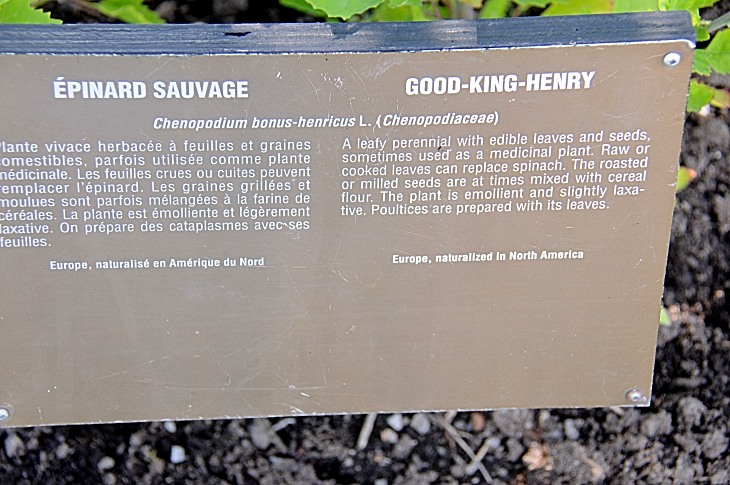 ÉPINARD SAUVAGE
GOOD-KING-HENRY
Chenopodium bonus-henricus L. (Chenopodiaceae)
Plante vivace herbacée à feuilles et graines
comestibles, parfois utilisée comme plante
médicinale. Les feuilles crues ou cuites peuvent
remplacer l'épinard. Les graines grillées et
moulues sont parfois mélangées à la farine de
céréales. La plante est émolliente et légèrement
laxative. On prépare des cataplasmes avec ses
feuilles.
Europe, naturalisé en Amérique du Nord
A leafy perennial with edible leaves and seeds,
sometimes used as a medicinal plant. Raw or
cooked leaves can replace spinach. The roasted
or milled seeds are at times mixed with cereal
flour. The plant is emollient and slightly laxa-
tive. Poultices are prepared with its leaves.
Europe, naturalized in North America